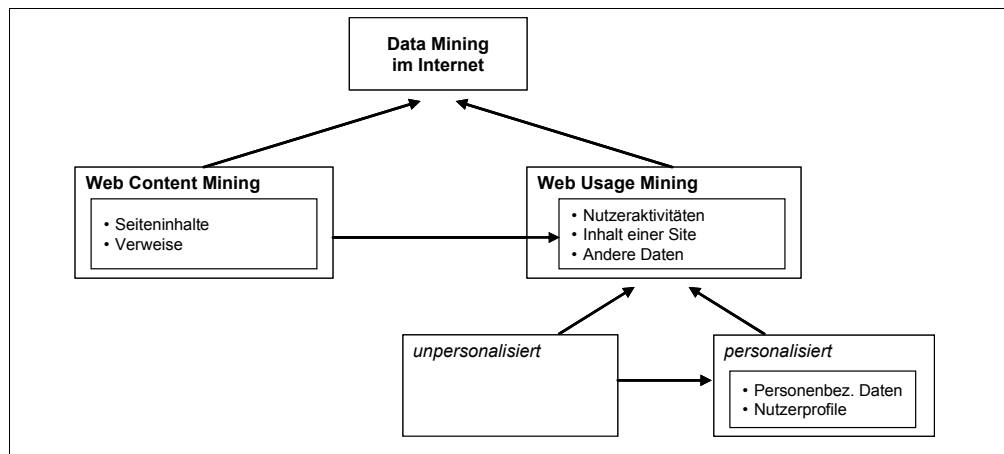 Data Mining
im Internet
Web Content Mining
• Seiteninhalte
• Verweise
Web Usage Mining
• Nutzeraktivitäten
• Inhalt einer Site
• Andere Daten
unpersonalisiert
personalisiert
• Personenbez. Daten
• Nutzerprofile